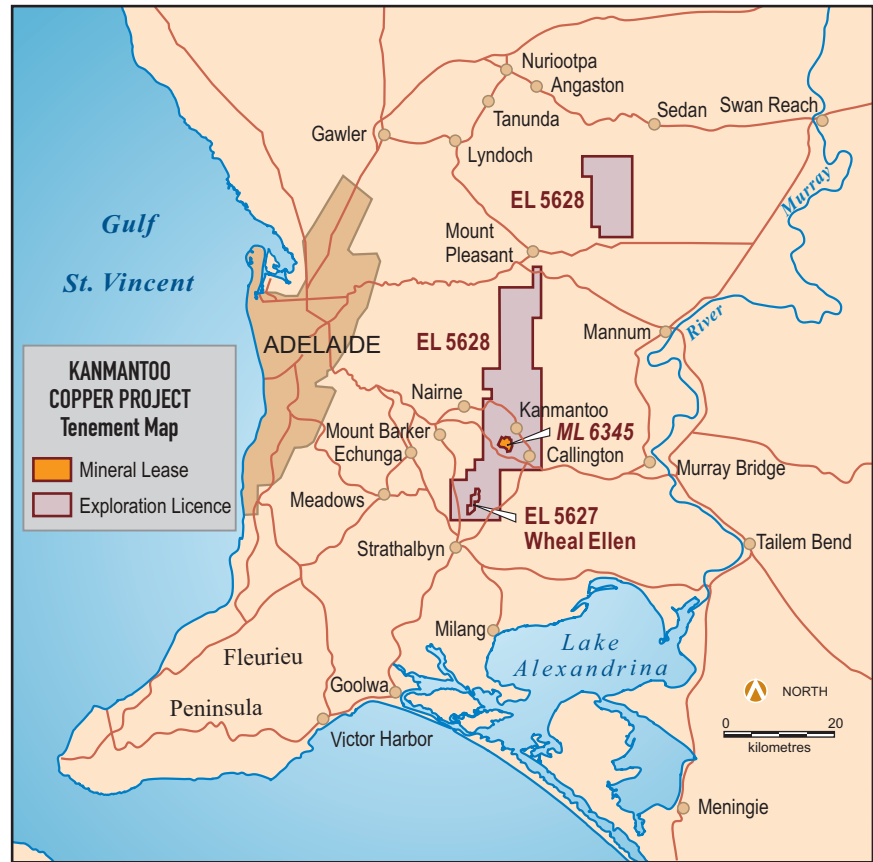 Nuriootpa
Angaston
Sedan
Swan Reach
Tanunda
Gawler
Lyndoch
EL 5628
Murray
Gulf
St. Vincent
Mount
Pleasant
River
Mannum
ADELAIDE
EL 5628
KANMANTOO
COPPER PROJECT
Tenement Map
Mineral Lease
Exploration Licence
Nairne
Kanmantoo
Mount Barker
ML 6345
Echunga
Callington
Murray Bridge
Meadows
EL 5627
Wheal Ellen
Strathalbyn
Tailem Bend
Milang
Lake
Alexandrina
Fleurieu
Peninsula
Goolwa
Victor Harbor
NORTH
0 20
kilometres
Meningie